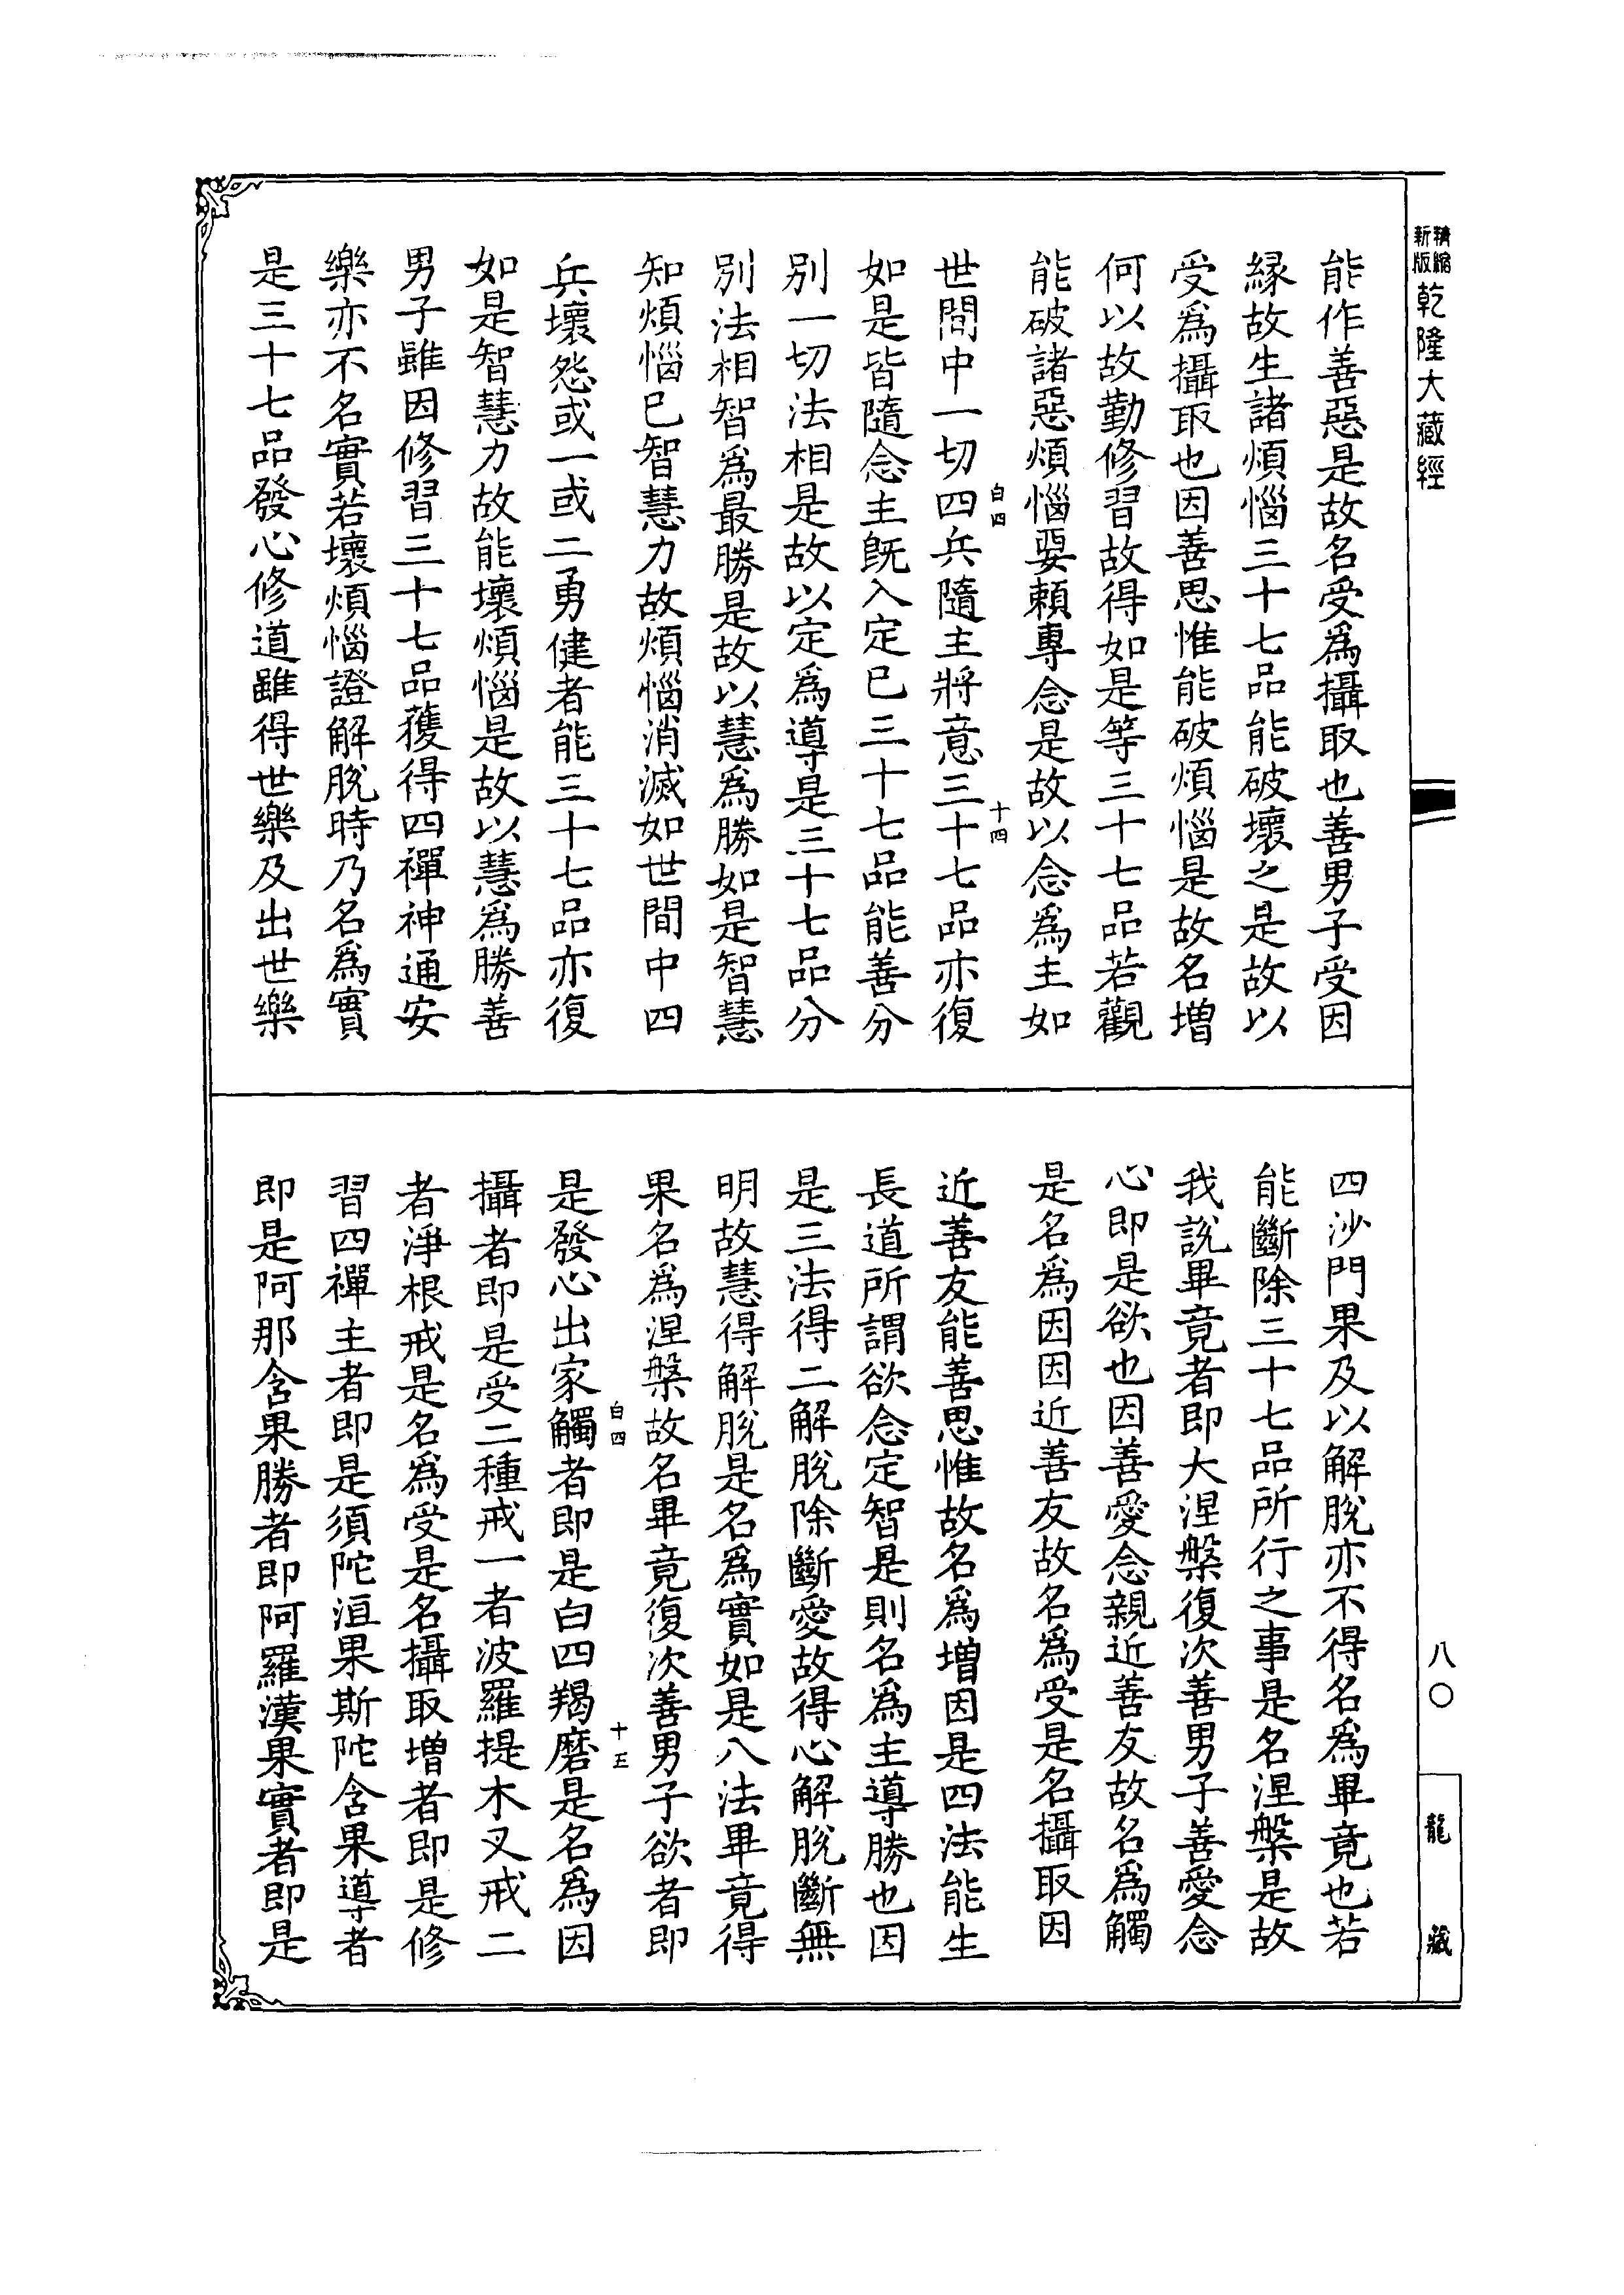 精縮
新版
乾隆大藏經
能作善惡是故名受爲攝取也善男子受因
緣故生諸煩惱三十七品能破壞之是故以
受爲攝取也因善思惟能破煩惱是故名增
何以故勤修習故得如是等三十七品若觀
能破諸惡煩惱要賴專念是故以念爲主如
白四
十四
世間中一切四兵隨主將意三十七品亦復
如是皆隨念主旣入定已三十七品能善分
別一切法相是故以定爲導是三十七品分
別法相智爲最勝是故以慧爲勝如是智慧
知煩惱已智慧力故煩惱消滅如世間中四
兵壞怨或一或二勇健者能三十七品亦復
如是智慧力故能壞煩惱是故以慧爲勝善
男子雖因修習三十七品獲得四禪神通安
樂亦不名實若壞煩惱證解脫時乃名爲實
是三十七品發心修道雖得世樂及出世樂
四沙門果及以解脫亦不得名爲畢竟也若
能斷除三十七品所行之事是名涅槃是故
我說畢竟者即大涅槃復次善男子善愛念
心即是欲也因善愛念親近善友故名爲觸
是名爲因因近善友故名爲受是名攝取因
近善友能善思惟故名爲增因是四法能生
長道所謂欲念定智是則名爲主導勝也因
是三法得二解脫除斷愛故得心解脫斷無
明故慧得解脫是名爲實如是八法畢竟得
果名爲涅槃故名畢竟復次善男子欲者即
白四
十五
是發心出家觸者即是白四羯磨是名爲因
攝者即是受二種戒一者波羅提木叉戒二
者淨根戒是名爲受是名攝取增者即是修
習四禪主者即是須陀洹果斯陀含果導者
即是阿那含果勝者即阿羅漢果實者即是
八〇
龍藏